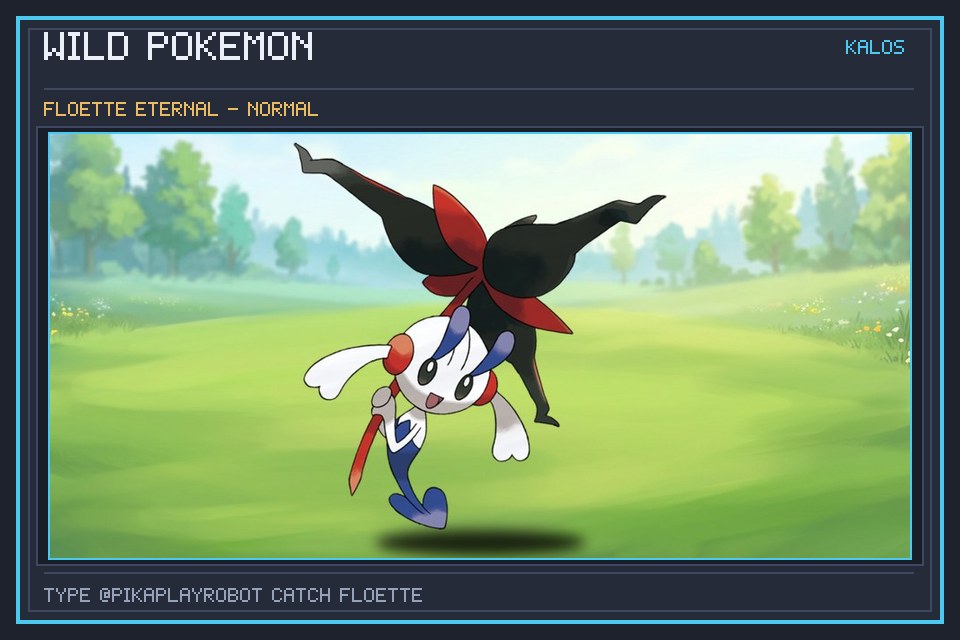 WILD POKEMON
KALOS
FLOETTE ETERNAL - NORMAL
TYPE @PIKAPLAYROBOT CATCH FLOETTE